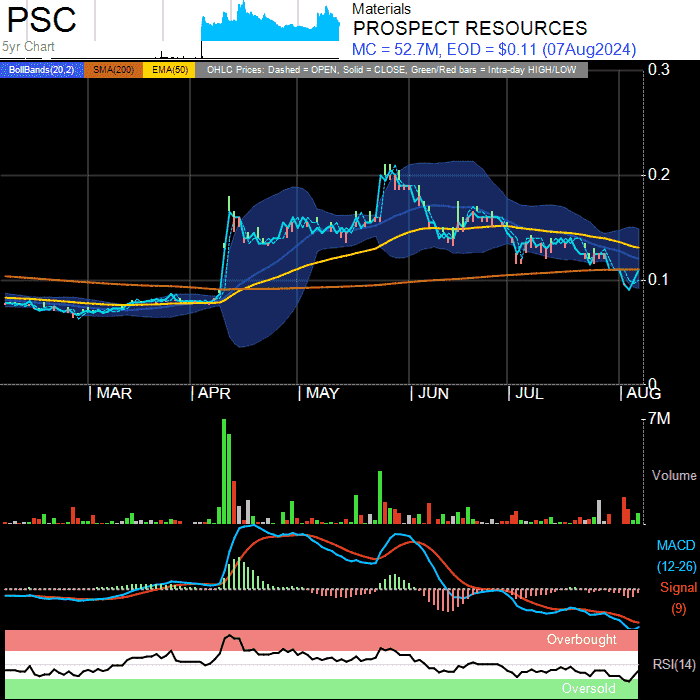 PSC
5yr Chart
Materials
PROSPECT RESOURCES
MC = 52.7M, EOD = $0.11 (07Aug2024)
BollBands(20,2) SMA(200) EMA(50) OHLC Prices: Dashed = OPEN, Solid = CLOSE, Green/Red bars = Intra-day HIGH/LOW
0.3
0.2
0.1
0
| MAR | APR | MAY | JUN | JUL | AUG
7M
Volume
MACD
(12-26)
Signal
(9)
Overbought
RSI(14)
Oversold